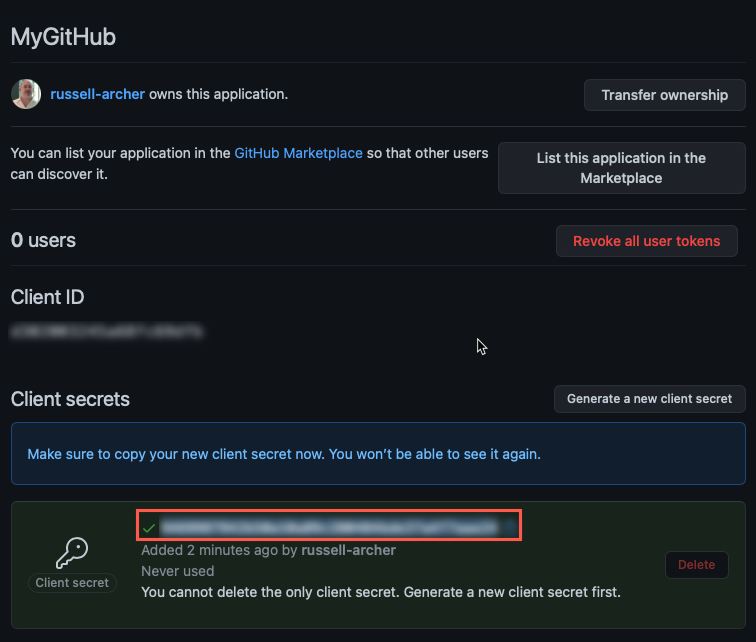 MyGitHub
russell-archer owns this application.
Transfer ownership
You can list your application in the GitHub Marketplace so that other users
can discover it.
List this application in the
Marketplace
0 users
Revoke all user tokens
Client ID
Client secrets
Generate a new client secret
Make sure to copy your new client secret now. You won’t be able to see it again.
Added 2 minutes ago by russell-archer
Never used
You cannot delete the only client secret. Generate a new client secret first.
Client secret
Delete